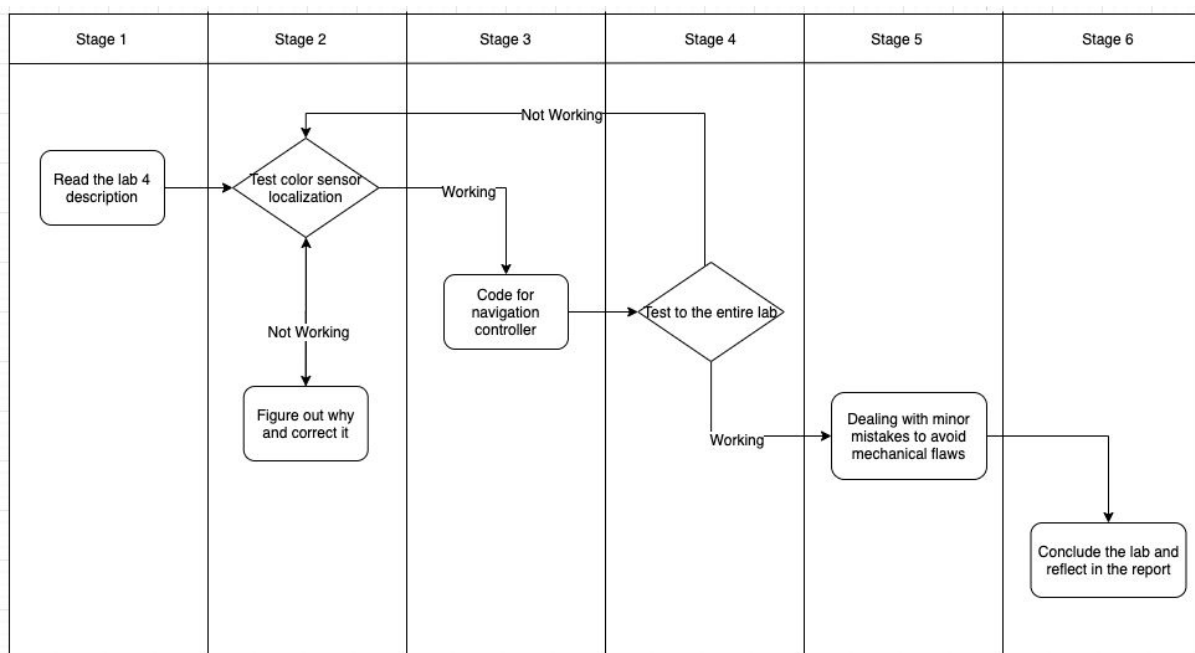 Stage 1
Stage 2
Stage 3
Stage 4
Stage 5
Stage 6
Not Working
Read the lab 4
description
Test color sensor
localization
Working
Code for
navigation
controller
Test to the entire lab
Not Working
Figure out why
and correct it
Working
Dealing with minor
mistakes to avoid
mechanical flaws
Conclude the lab and
reflect in the report